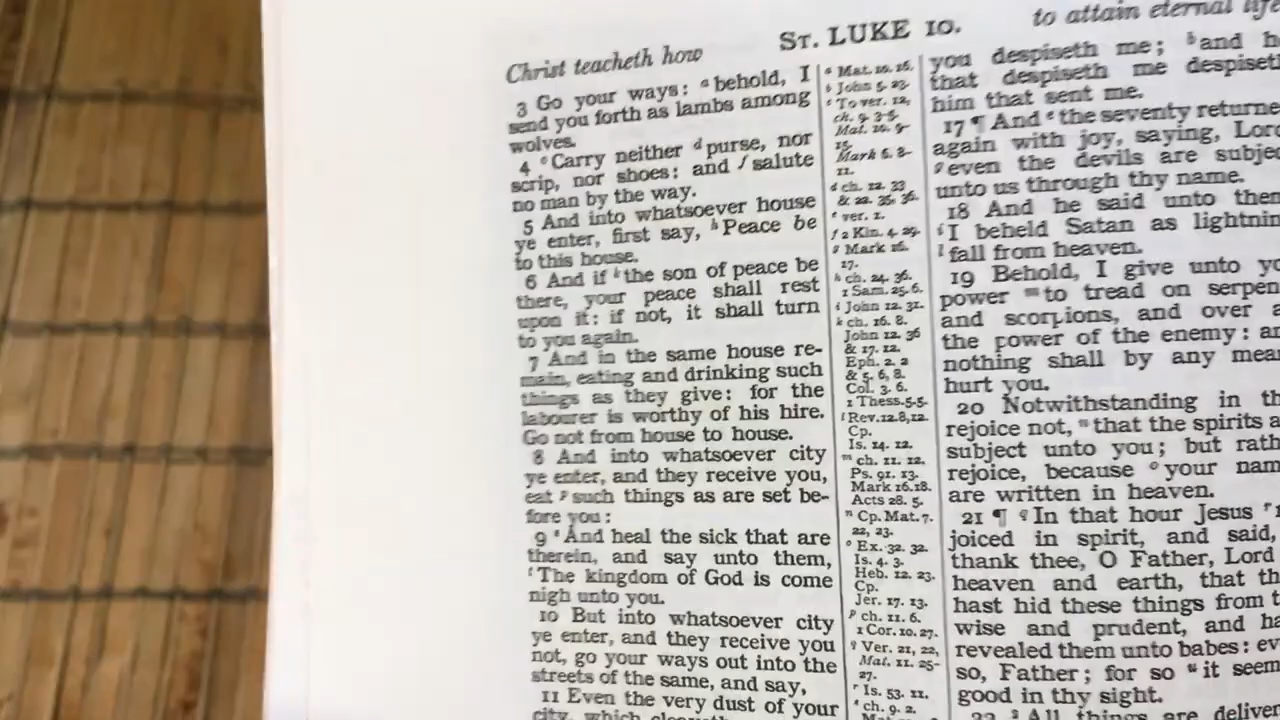 Christ teacheth how
St. LUKE 10.
to attain eternal life
3 Go your ways: ᵃ behold, I
send you forth as lambs among
wolves.
4 ᶜ Carry neither ᵈ purse, nor
scrip, nor shoes: and ᶠ salute
no man by the way.
5 And into whatsoever house
ye enter, first say, ʰ Peace be
to this house.
6 And if ᵏ the son of peace be
there, your peace shall rest
upon it: if not, it shall turn
to you again.
7 And in the same house re-
main, eating and drinking such
things as they give: for the
labourer is worthy of his hire.
Go not from house to house.
8 And into whatsoever city
ye enter, and they receive you,
eat ᵖ such things as are set be-
fore you:
9 ˢ And heal the sick that are
therein, and say unto them,
ᵗ The kingdom of God is come
nigh unto you.
10 But into whatsoever city
ye enter, and they receive you
not, go your ways out into the
streets of the same, and say,
11 Even the very dust of your
city, which
ᵃ Mat. 10. 16.
ᵇ John 5. 23.
ᶜ To ver. 12,
ch. 9. 3-5.
Mat. 10. 9-
15.
Mark 6. 8-
11.
ᵈ ch. 12. 33
& 22. 35, 36.
ᵉ ver. 1.
ᶠ 2 Kin. 4. 29.
ᵍ Mark 16.
17.
ʰ ch. 24. 36.
1 Sam. 25. 6.
ⁱ John 12. 31.
ᵏ ch. 16. 8.
John 12. 36
& 17. 12.
Eph. 2. 2
& 5. 6, 8.
Col. 3. 6.
1 Thess. 5. 5.
ˡ Rev. 12. 8, 12.
Cp.
Is. 14. 12.
ᵐ ch. 11. 12.
Ps. 91. 13.
Mark 16. 18.
Acts 28. 5.
ⁿ Cp. Mat. 7.
22, 23.
ᵒ Ex. 32. 32.
Is. 4. 3.
Heb. 12. 23.
Cp.
Jer. 17. 13.
ᵖ ch. 11. 6.
1 Cor. 10. 27.
ᑫ Ver. 21, 22,
Mat. 11. 25-
27.
ʳ Is. 53. 11.
ˢ ch. 9. 2.
you despiseth me; ᵇ and h
that despiseth me despiset
him that sent me.
17 ¶ And ᵉ the seventy returne
again with joy, saying, Lor
ᵍ even the devils are subje
unto us through thy name.
18 And he said unto them
ⁱ I beheld Satan as lightnin
ˡ fall from heaven.
19 Behold, I give unto yo
power ᵐ to tread on serpen
and scorpions, and over a
the power of the enemy: an
nothing shall by any mea
hurt you.
20 Notwithstanding in th
rejoice not, ⁿ that the spirits a
subject unto you; but rath
rejoice, because ᵒ your nam
are written in heaven.
21 ¶ ᑫ In that hour Jesus ʳ
joiced in spirit, and said,
thank thee, O Father, Lord
heaven and earth, that th
hast hid these things from t
wise and prudent, and ha
revealed them unto babes: ev
so, Father; for so ᵘ it seem
good in thy sight.
All things are deliver